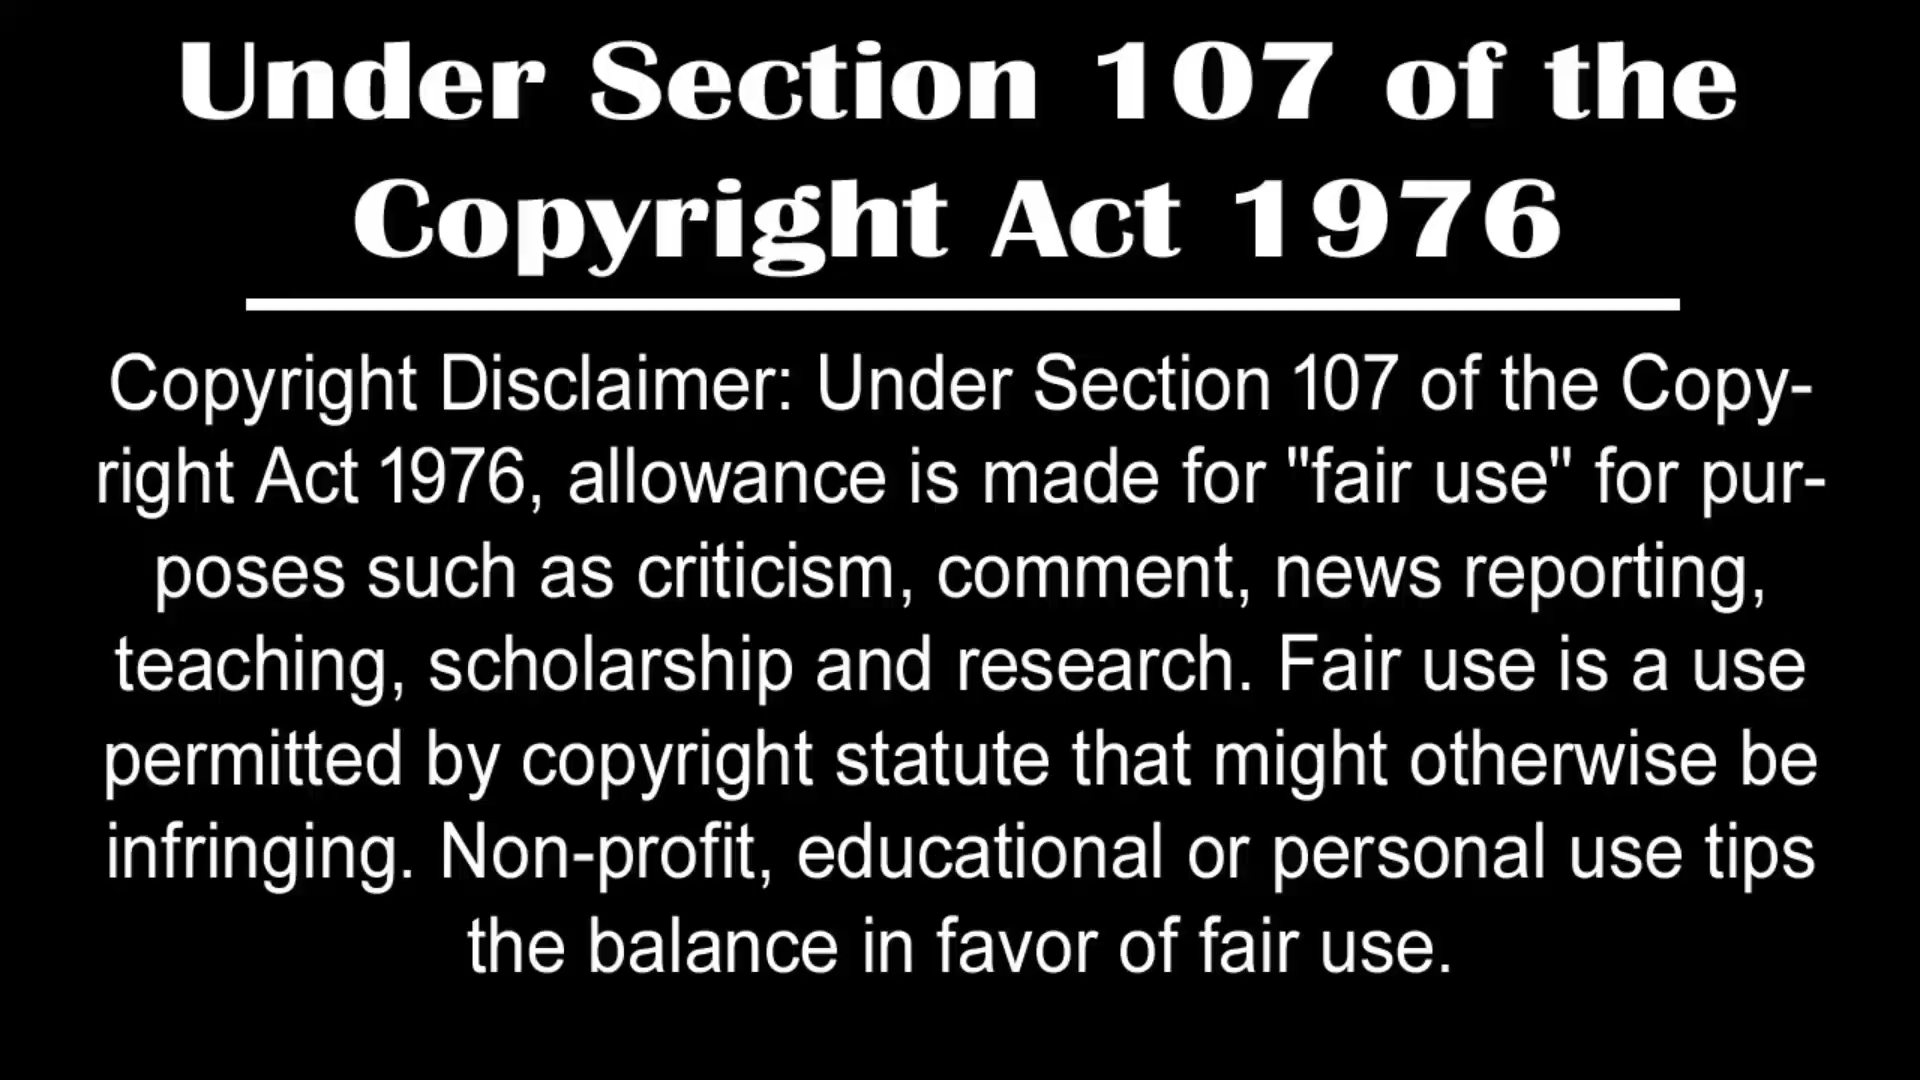 Under Section 107 of the
Copyright Act 1976
Copyright Disclaimer: Under Section 107 of the Copy-
right Act 1976, allowance is made for "fair use" for pur-
poses such as criticism, comment, news reporting,
teaching, scholarship and research. Fair use is a use
permitted by copyright statute that might otherwise be
infringing. Non-profit, educational or personal use tips
the balance in favor of fair use.